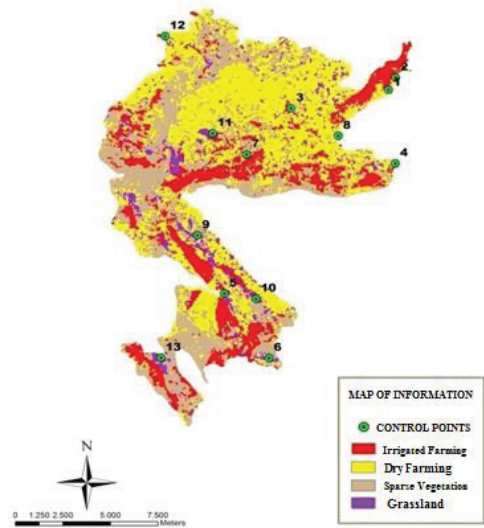 12
2
1
3
11
8
7
4
9
5
10
13
6
MAP OF INFORMATION
CONTROL POINTS
Irrigated Farming
Dry Farming
Sparse Vegetation
Grassland
N
0 1.250 2.500 5.000 7.500
Meters